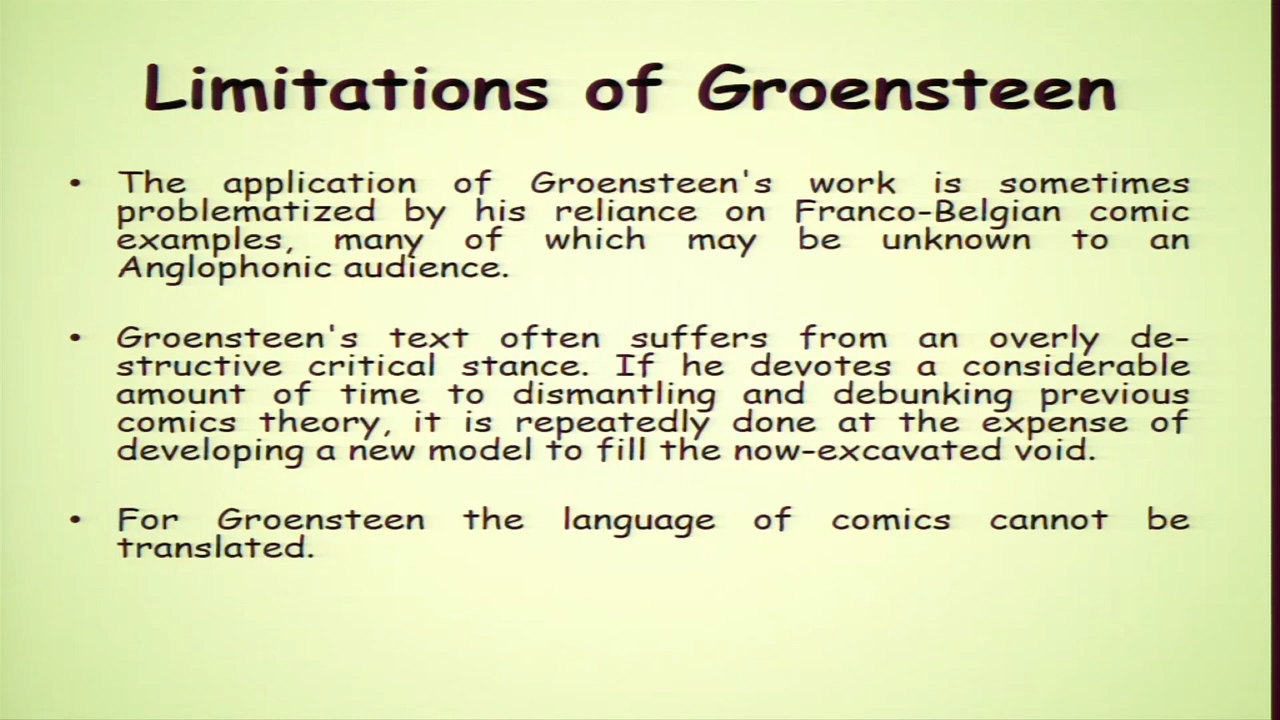 Limitations of Groensteen
• The application of Groensteen's work is sometimes
problematized by his reliance on Franco-Belgian comic
examples, many of which may be unknown to an
Anglophonic audience.
• Groensteen's text often suffers from an overly de-
structive critical stance. If he devotes a considerable
amount of time to dismantling and debunking previous
comics theory, it is repeatedly done at the expense of
developing a new model to fill the now-excavated void.
• For Groensteen the language of comics cannot be
translated.